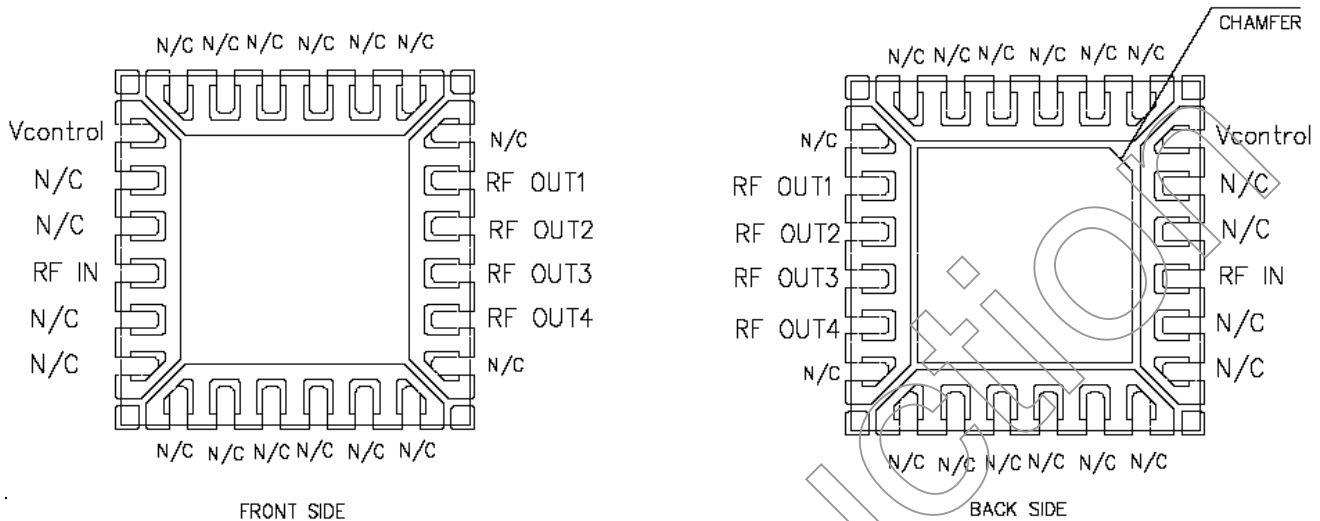 CHAMFER
N/C N/C N/C N/C N/C N/C
Vcontrol
N/C
N/C
RF IN
N/C
N/C
N/C
RF OUT1
RF OUT2
RF OUT3
RF OUT4
N/C
N/C N/C N/C N/C N/C N/C
FRONT SIDE
N/C N/C N/C N/C N/C N/C
N/C
RF OUT1
RF OUT2
RF OUT3
RF OUT4
N/C
Vcontrol
N/C
N/C
RF IN
N/C
N/C
N/C N/C N/C N/C N/C N/C
BACK SIDE